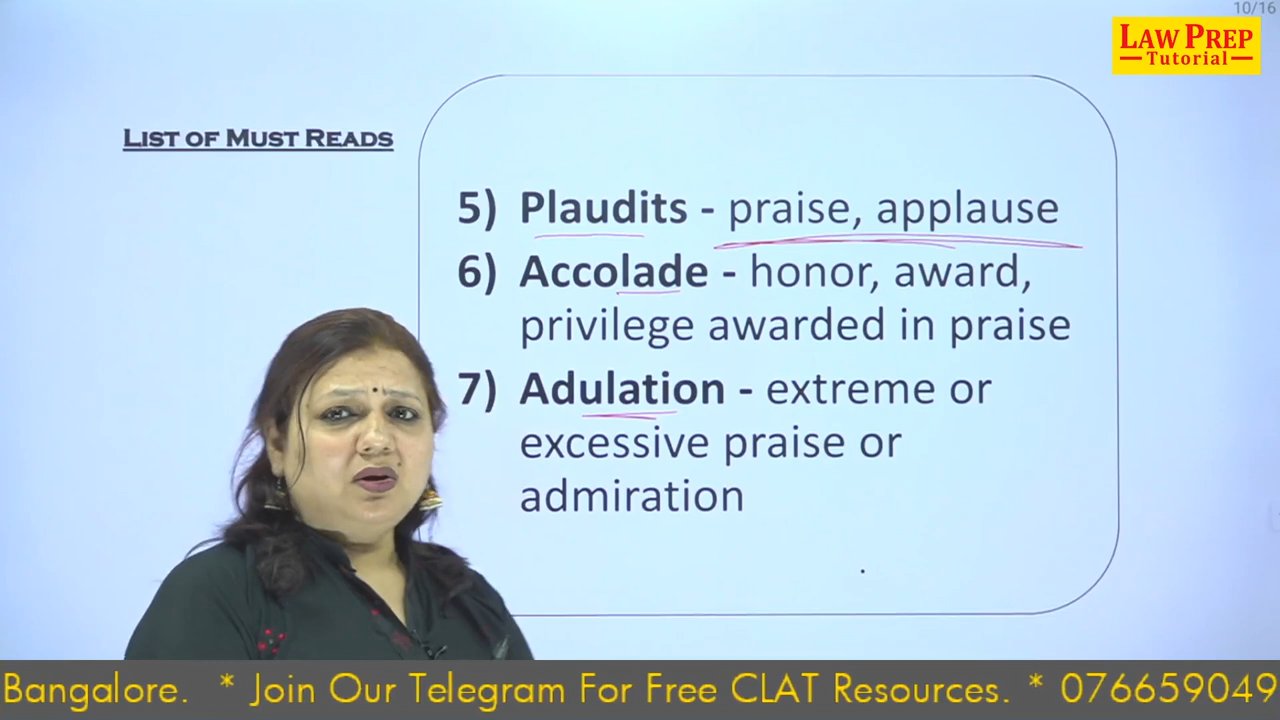 10/16
LAW PREP
Tutorial
LIST OF MUST READS
5) Plaudits - praise, applause
6) Accolade - honor, award,
privilege awarded in praise
7) Adulation - extreme or
excessive praise or
admiration
Bangalore. * Join Our Telegram For Free CLAT Resources. * 076659049